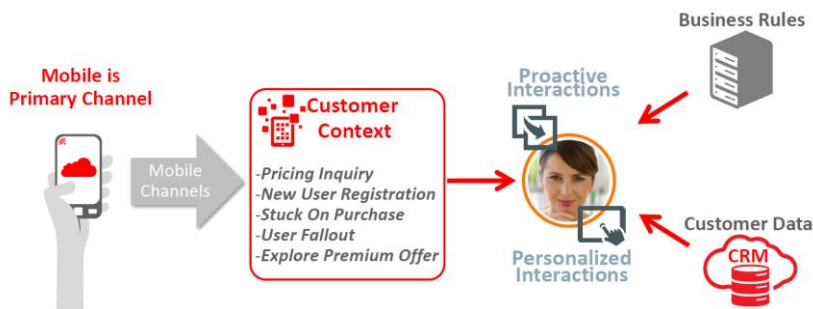 Mobile is
Primary Channel
Mobile
Channels
Customer
Context
-Pricing Inquiry
-New User Registration
-Stuck On Purchase
-User Fallout
-Explore Premium Offer
Proactive
Interactions
Personalized
Interactions
Business Rules
Customer Data
CRM